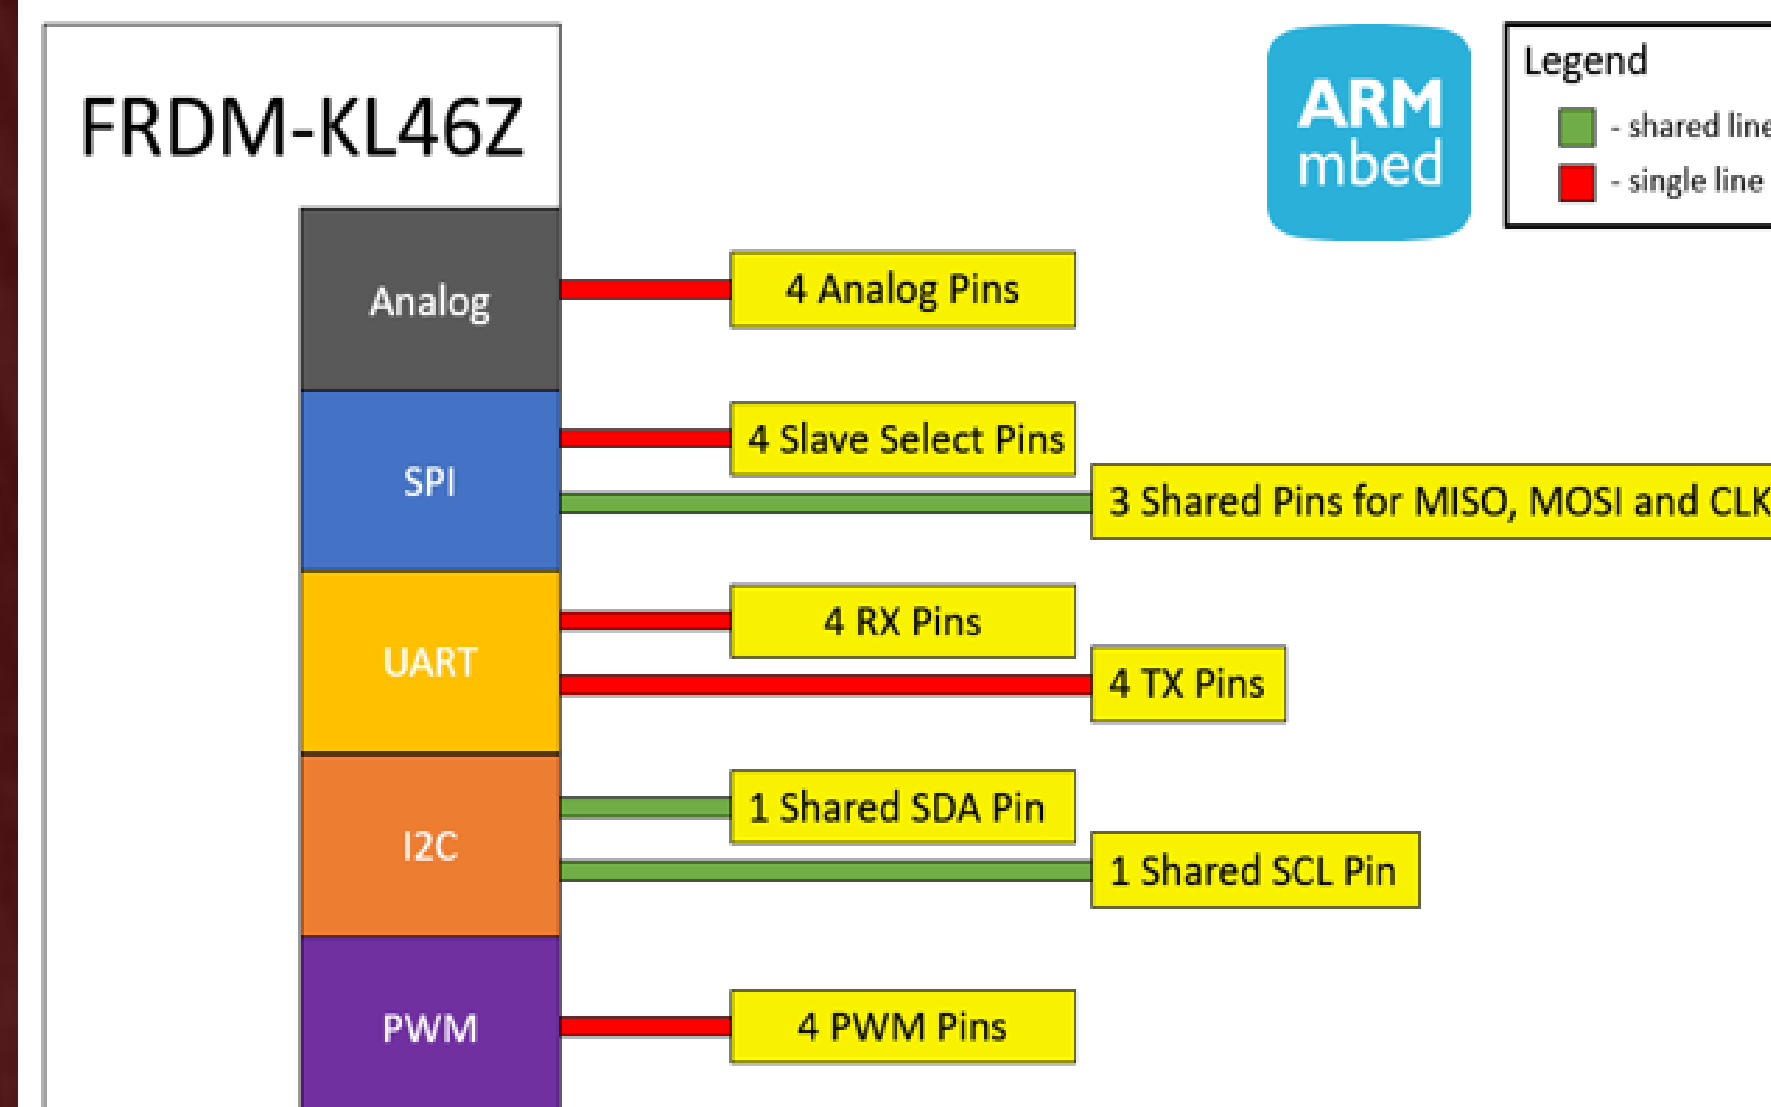 FRDM-KL46Z
ARM
mbed
Legend
- shared line
- single line
Analog
4 Analog Pins
SPI
4 Slave Select Pins
3 Shared Pins for MISO, MOSI and CLK
UART
4 RX Pins
4 TX Pins
I2C
1 Shared SDA Pin
1 Shared SCL Pin
PWM
4 PWM Pins